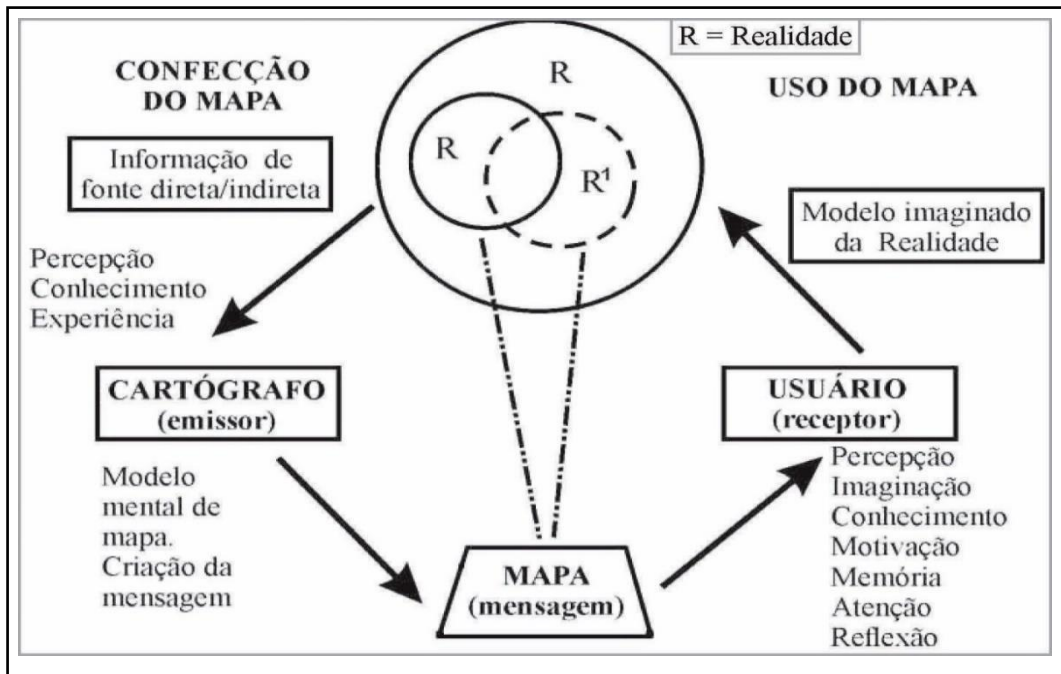 R = Realidade
CONFECÇÃO
DO MAPA
R
USO DO MAPA
Informação de
fonte direta/indireta
R
R¹
Modelo imaginado
da Realidade
Percepção
Conhecimento
Experiência
CARTÓGRAFO
(emissor)
USUÁRIO
(receptor)
Modelo
mental de
mapa.
Criação da
mensagem
MAPA
(mensagem)
Percepção
Imaginação
Conhecimento
Motivação
Memória
Atenção
Reflexão